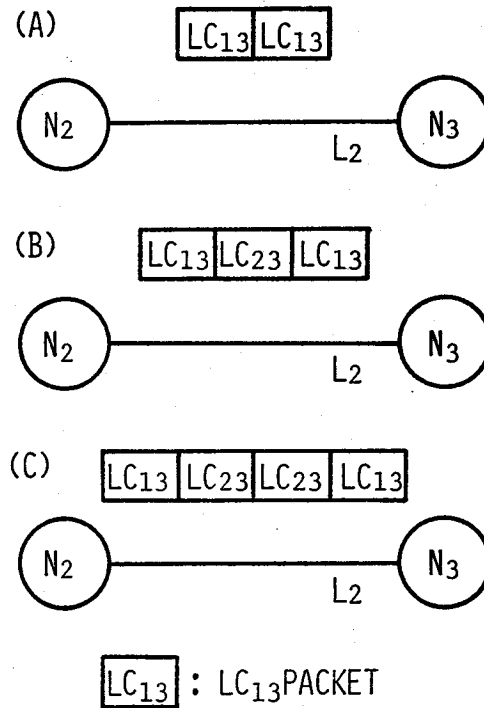 (A)
LC₁₃ LC₁₃
N₂ N₃
L₂
(B)
LC₁₃ LC₂₃ LC₁₃
N₂ N₃
L₂
(C)
LC₁₃ LC₂₃ LC₂₃ LC₁₃
N₂ N₃
L₂
LC₁₃ : LC₁₃PACKET